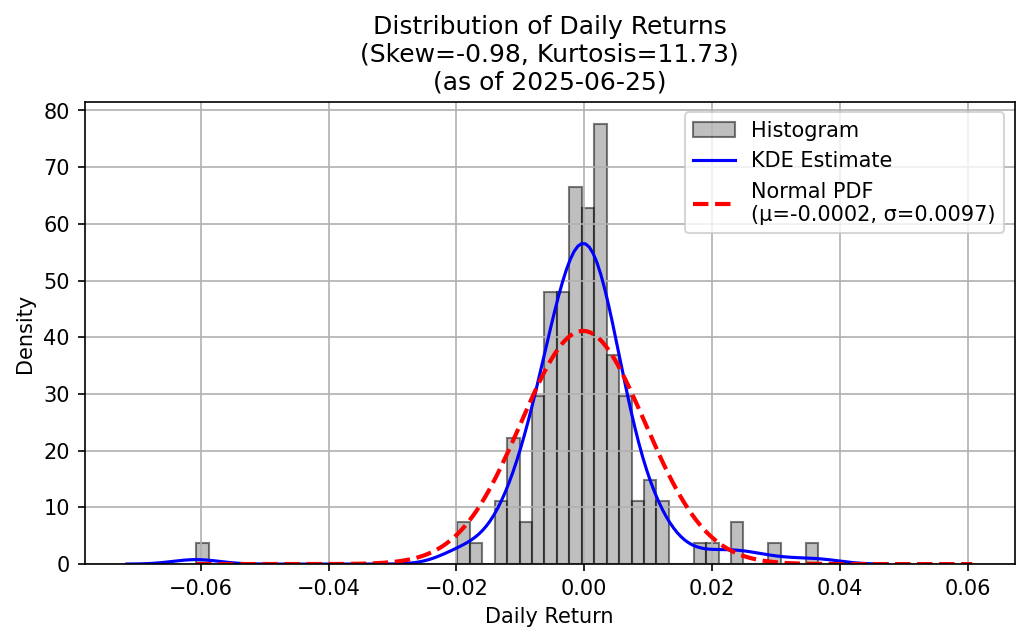 Distribution of Daily Returns
(Skew=-0.98, Kurtosis=11.73)
(as of 2025-06-25)
80
70
60
50
40
30
20
10
0
Density
Histogram
KDE Estimate
Normal PDF
(μ=-0.0002, σ=0.0097)
−0.06
−0.04
−0.02
0.00
0.02
0.04
0.06
Daily Return